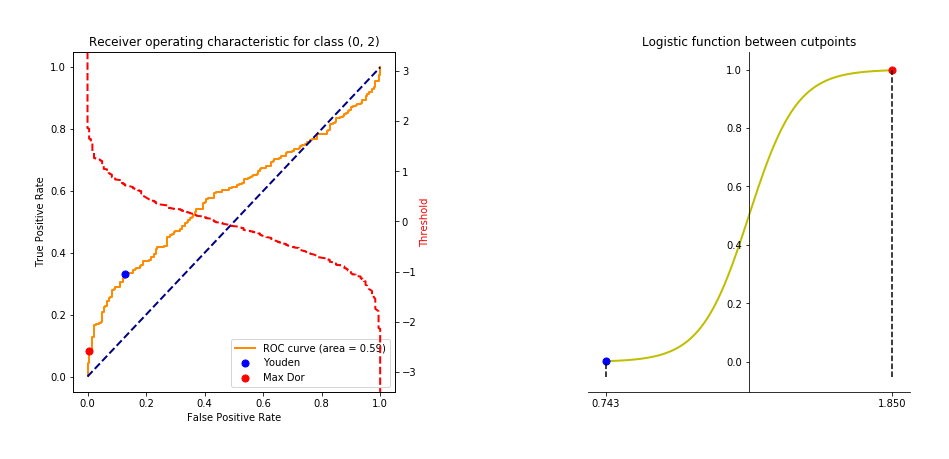 Receiver operating characteristic for class (0, 2)
1.0
0.8
0.6
0.4
0.2
0.0
True Positive Rate
3
2
1
0
−1
−2
−3
Threshold
ROC curve (area = 0.59)
Youden
Max Dor
0.0 0.2 0.4 0.6 0.8 1.0
False Positive Rate
Logistic function between cutpoints
1.0
0.8
0.6
0.4
0.2
0.0
0.743 1.850